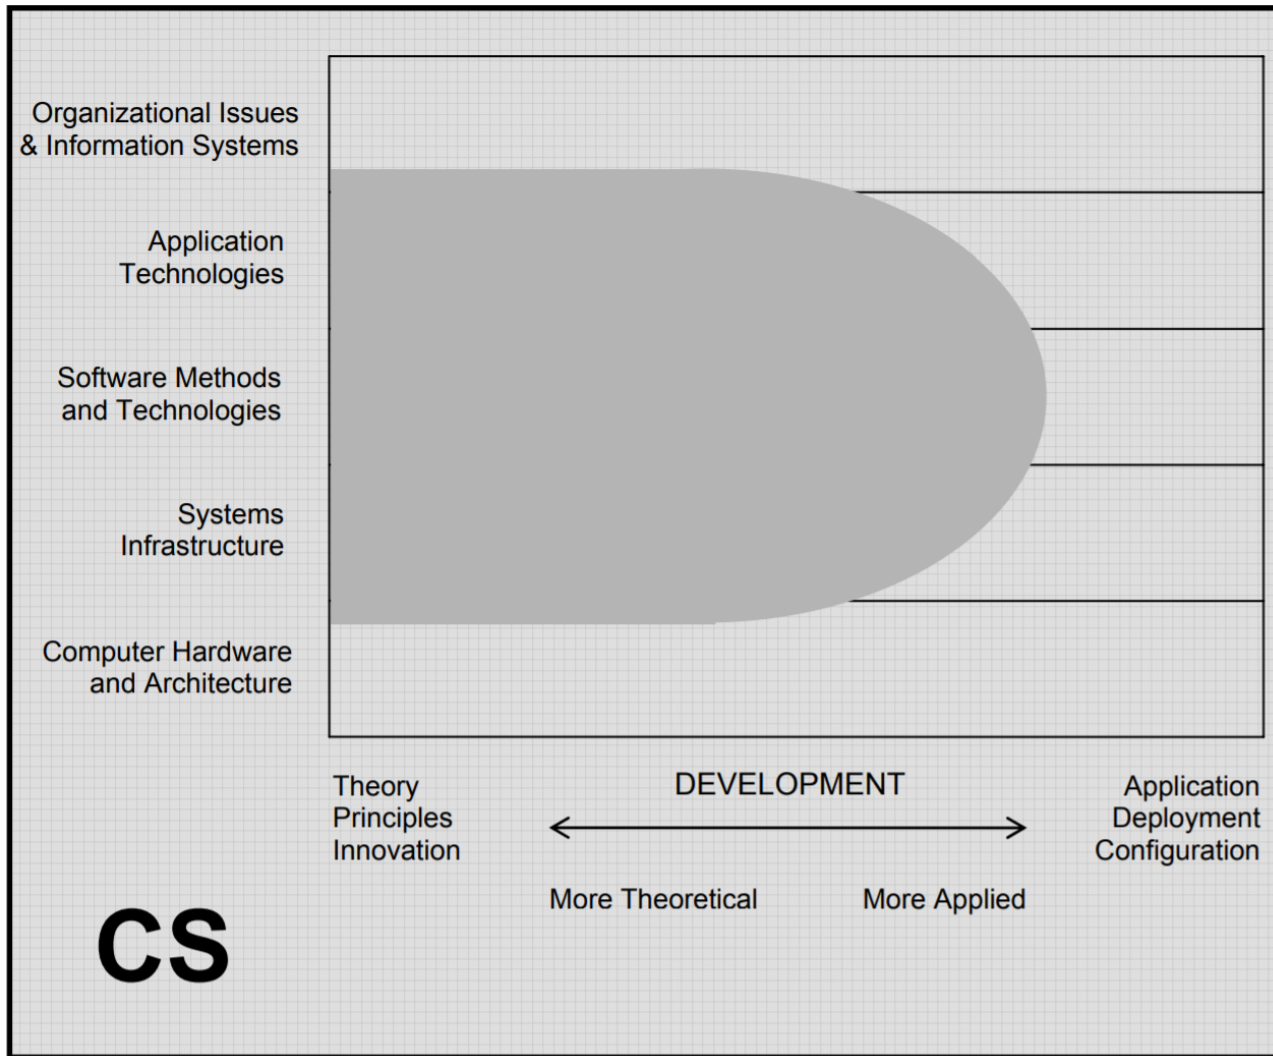 Organizational Issues
& Information Systems
Application
Technologies
Software Methods
and Technologies
Systems
Infrastructure
Computer Hardware
and Architecture
Theory
Principles
Innovation
DEVELOPMENT
More Theoretical
More Applied
Application
Deployment
Configuration
CS